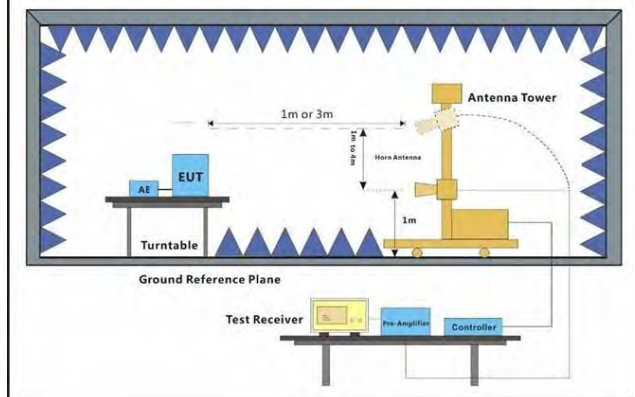 Antenna Tower
1m or 3m
1m to 4m
Horn Antenna
EUT
AE
1m
Turntable
Ground Reference Plane
Test Receiver
Pre-Amplifier
Controller